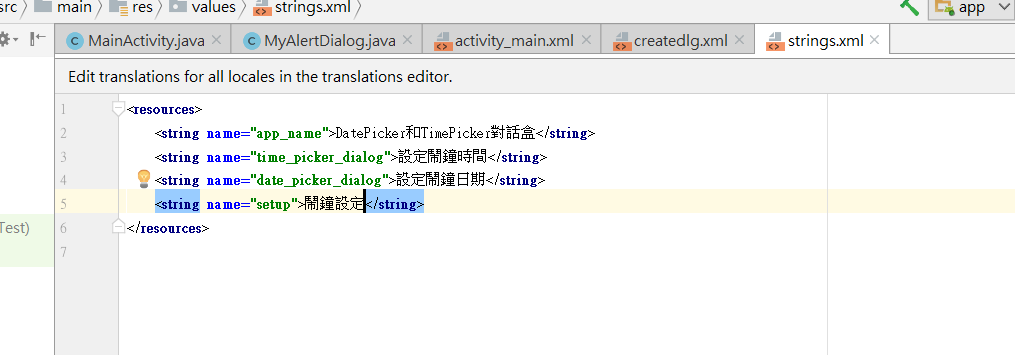 src main res values strings.xml app
MainActivity.java MyAlertDialog.java activity_main.xml createdlg.xml strings.xml
Edit translations for all locales in the translations editor.
1 <resources>
2 <string name="app_name">DatePicker和TimePicker對話盒</string>
3 <string name="time_picker_dialog">設定鬧鐘時間</string>
4 <string name="date_picker_dialog">設定鬧鐘日期</string>
5 <string name="setup">鬧鐘設定</string>
Test) 6 </resources>
7